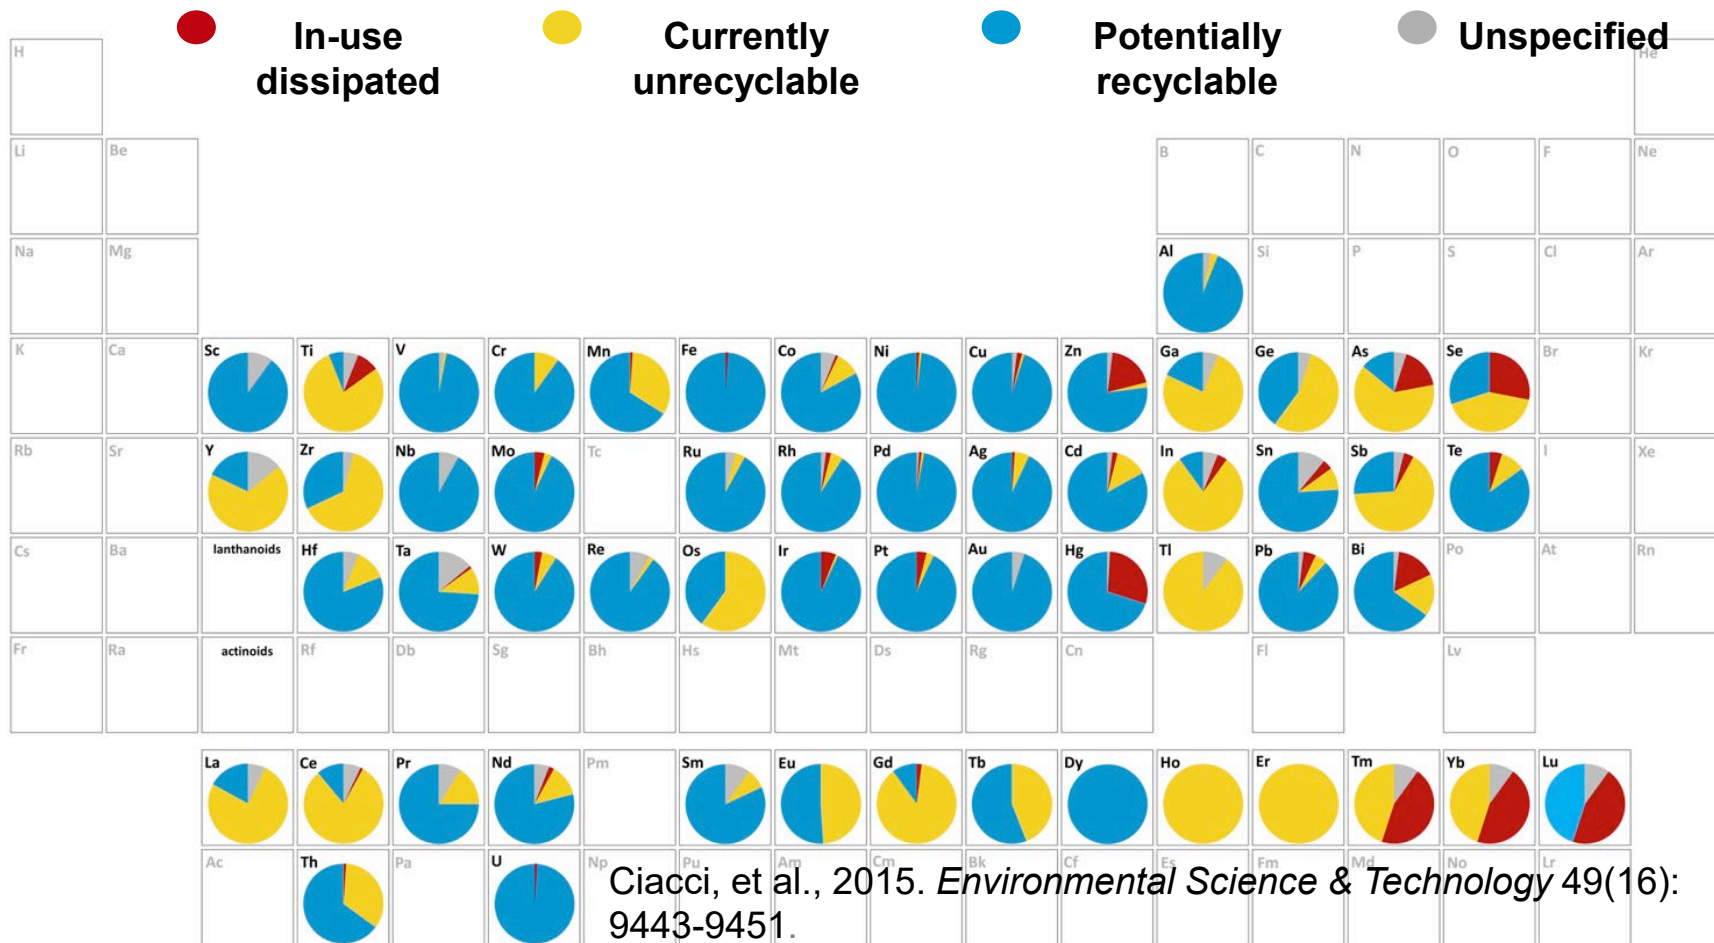 In-use dissipated
Currently unrecyclable
Potentially recyclable
Unspecified
H He
Li Be B C N O F Ne
Na Mg Al Si P S Cl Ar
K Ca Sc Ti V Cr Mn Fe Co Ni Cu Zn Ga Ge As Se Br Kr
Rb Sr Y Zr Nb Mo Tc Ru Rh Pd Ag Cd In Sn Sb Te I Xe
Cs Ba lanthanoids Hf Ta W Re Os Ir Pt Au Hg Tl Pb Bi Po At Rn
Fr Ra actinoids Rf Db Sg Bh Hs Mt Ds Rg Cn Fl Lv
La Ce Pr Nd Pm Sm Eu Gd Tb Dy Ho Er Tm Yb Lu
Ac Th Pa U Np Pu Am Cm Bk Cf Es Fm Md No Lr
Ciacci, et al., 2015. Environmental Science & Technology 49(16):
9443-9451.